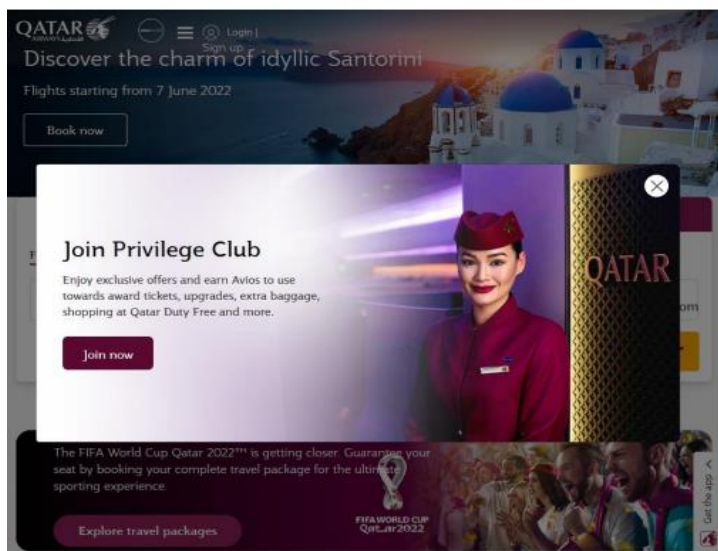 QATAR
AIRWAYS القطرية
Login |
Sign up
Discover the charm of idyllic Santorini
Flights starting from 7 June 2022
Book now
Join Privilege Club
Enjoy exclusive offers and earn Avios to use
towards award tickets, upgrades, extra baggage,
shopping at Qatar Duty Free and more.
Join now
QATAR
om
The FIFA World Cup Qatar 2022™ is getting closer. Guarantee your
seat by booking your complete travel package for the ultimate
sporting experience.
Explore travel packages
FIFA WORLD CUP
Qatar2022
Get the app